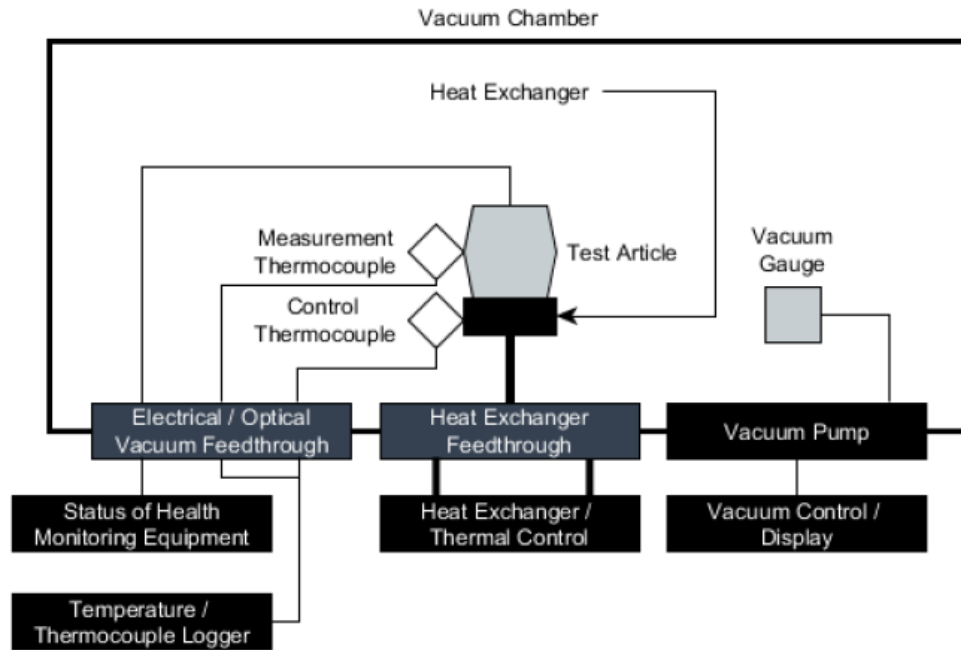 Vacuum Chamber
Heat Exchanger
Measurement
Thermocouple
Test Article
Vacuum
Gauge
Control
Thermocouple
Electrical / Optical
Vacuum Feedthrough
Heat Exchanger
Feedthrough
Vacuum Pump
Status of Health
Monitoring Equipment
Heat Exchanger /
Thermal Control
Vacuum Control /
Display
Temperature /
Thermocouple Logger